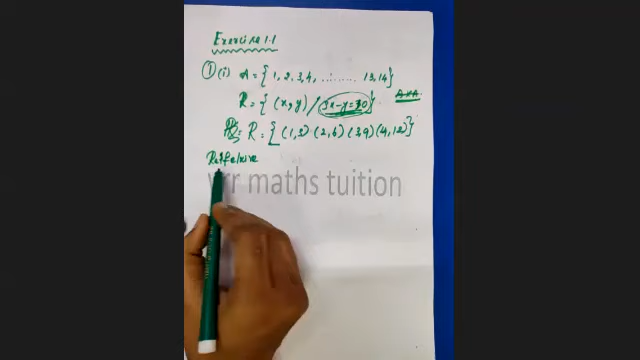 Exercise 1.1
① (i) A = { 1, 2, 3, 4, ......... 13, 14 }
R = { (x, y) / 3x - y = 0 } A×A
R = { (1, 3) (2, 6) (3, 9) (4, 12) }
Reflexive
vrr maths tuition